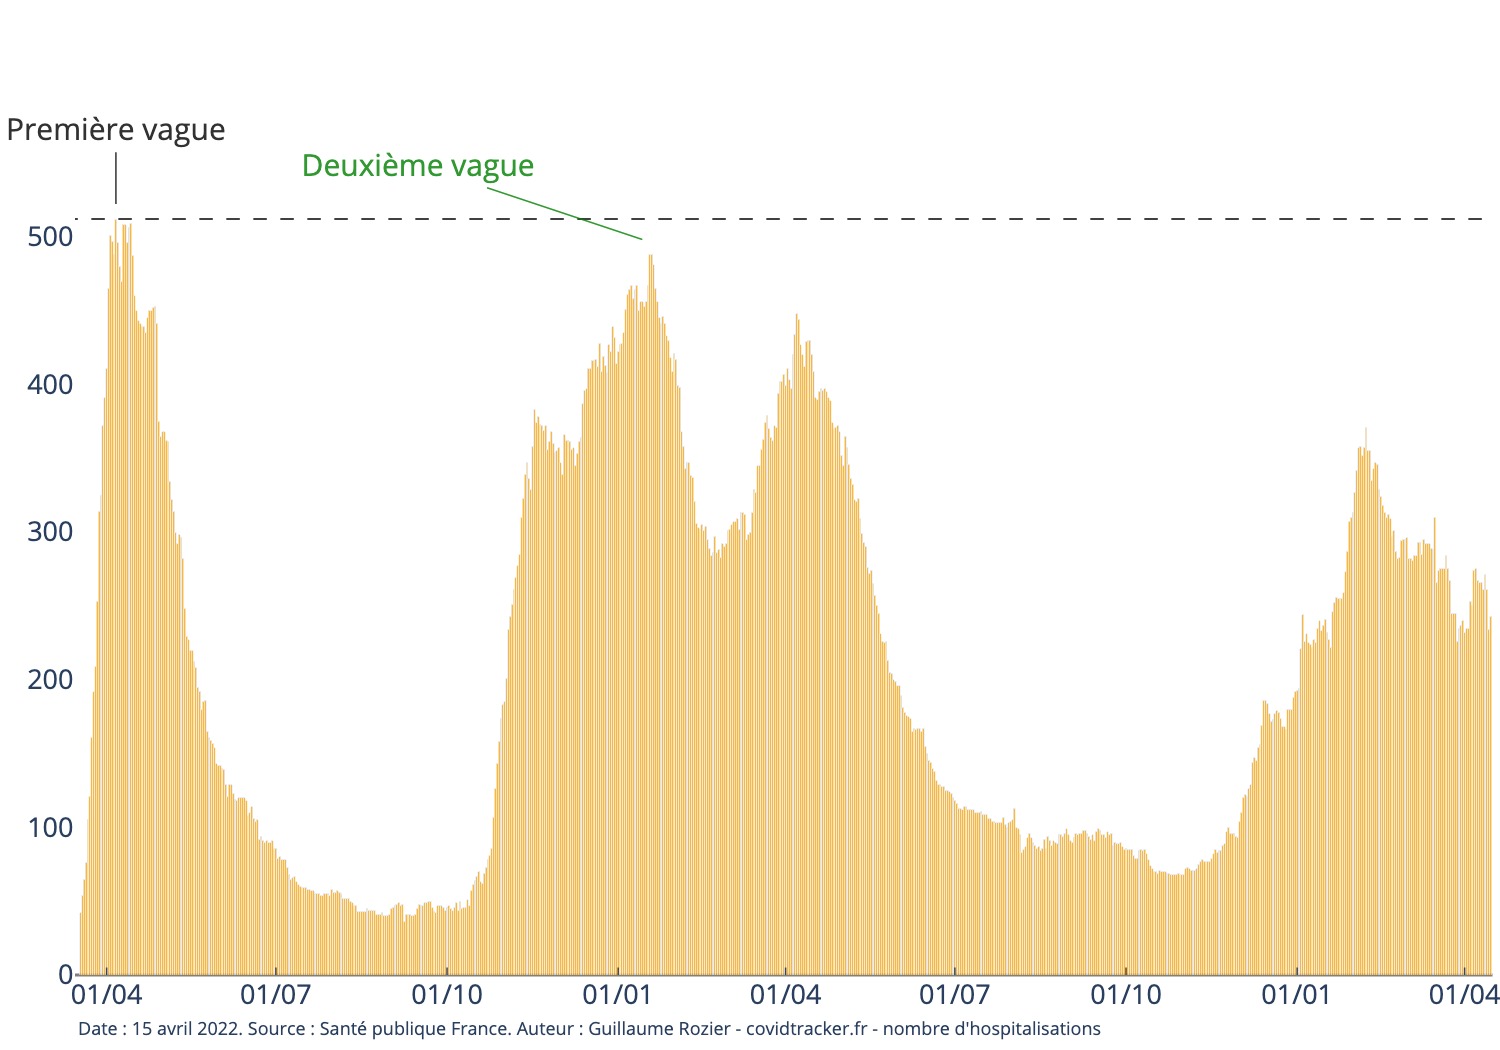 Première vague
Deuxième vague
500
400
300
200
100
0
01/04 01/07 01/10 01/01 01/04 01/07 01/10 01/01 01/04
Date : 15 avril 2022. Source : Santé publique France. Auteur : Guillaume Rozier - covidtracker.fr - nombre d'hospitalisations